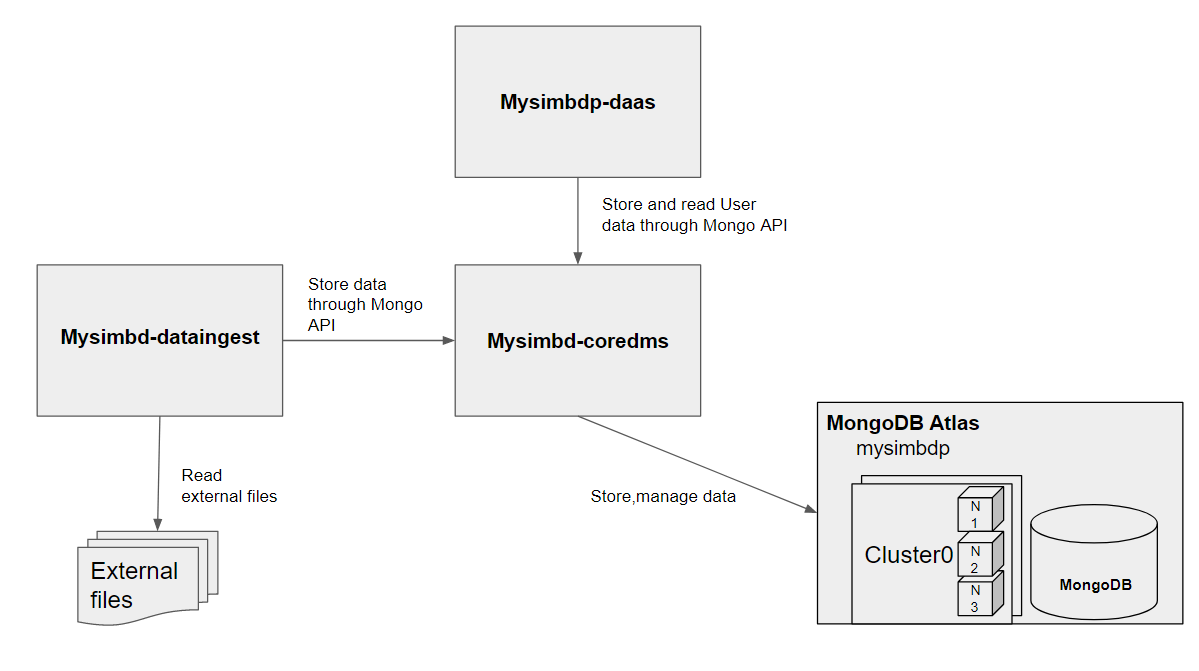 Mysimbdp-daas
Store and read User
data through Mongo API
Store data
through Mongo
API
Mysimbd-dataingest
Mysimbd-coredms
MongoDB Atlas
mysimbdp
Read
external files
Store,manage data
N
1
Cluster0
N
2
N
3
MongoDB
External
files